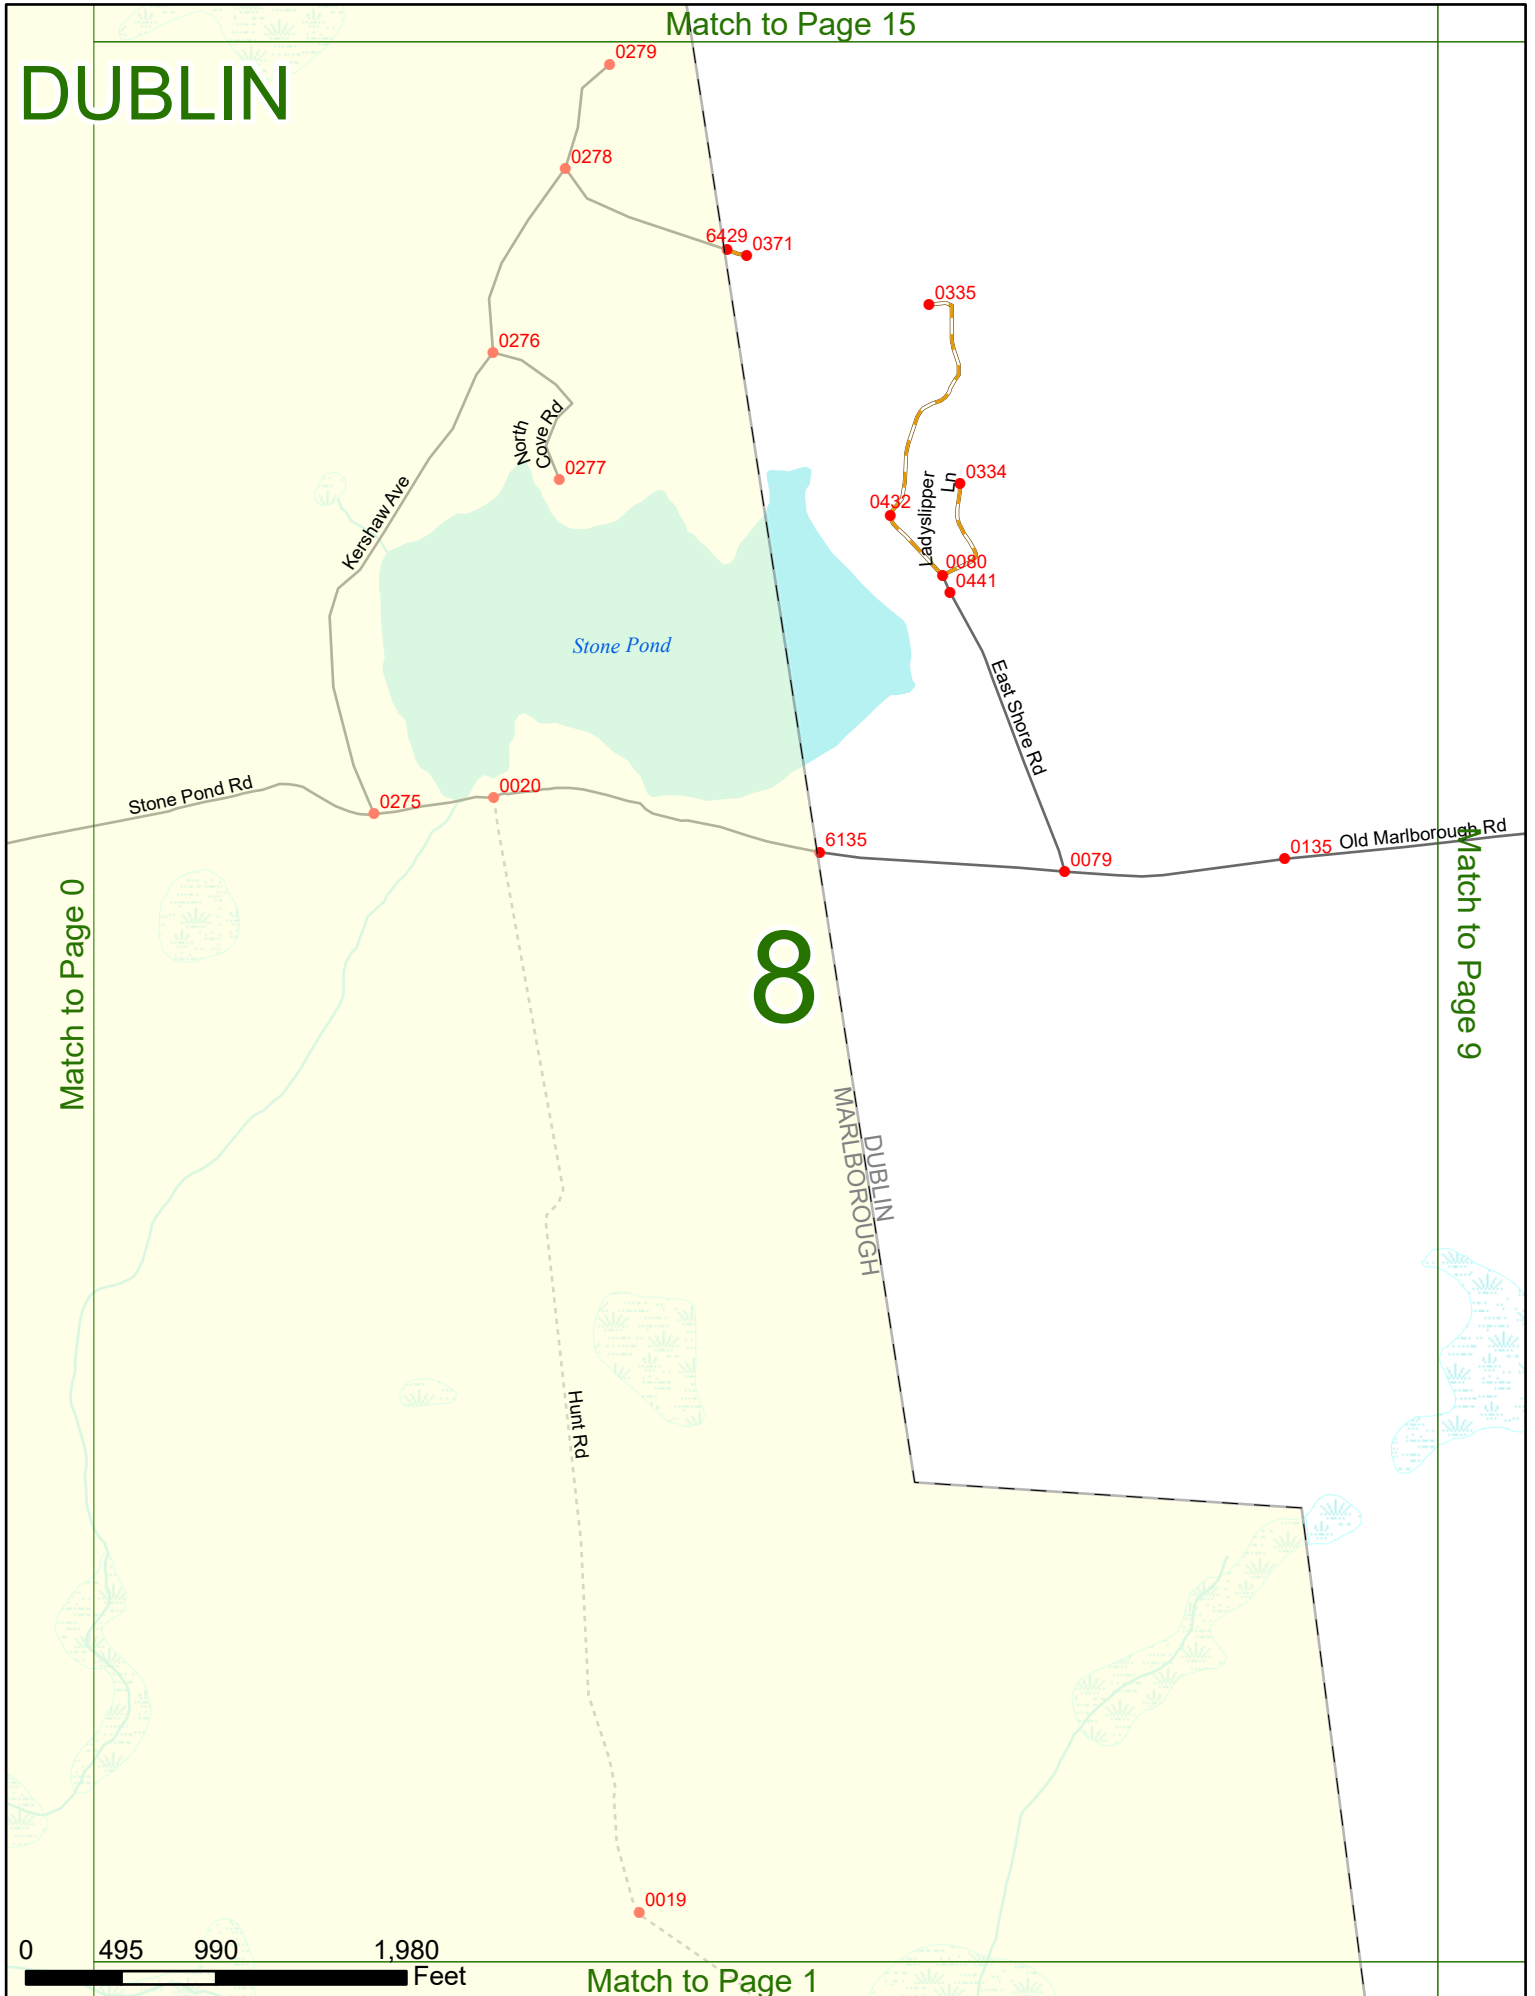 Match to Page 15
DUBLIN
0279
0278
6429
0371
0335
0276
North
Cove Rd
0277
Kershaw Ave
0432
Ladyslipper
Ln
0334
0080
0441
Stone Pond
East Shore Rd
Stone Pond Rd
0275
0020
6135
0079
0135
Old Marlborough Rd
Match to Page 0
Match to Page 9
8
DUBLIN
MARLBOROUGH
Hunt Rd
0019
0 495 990 1,980
Feet
Match to Page 1